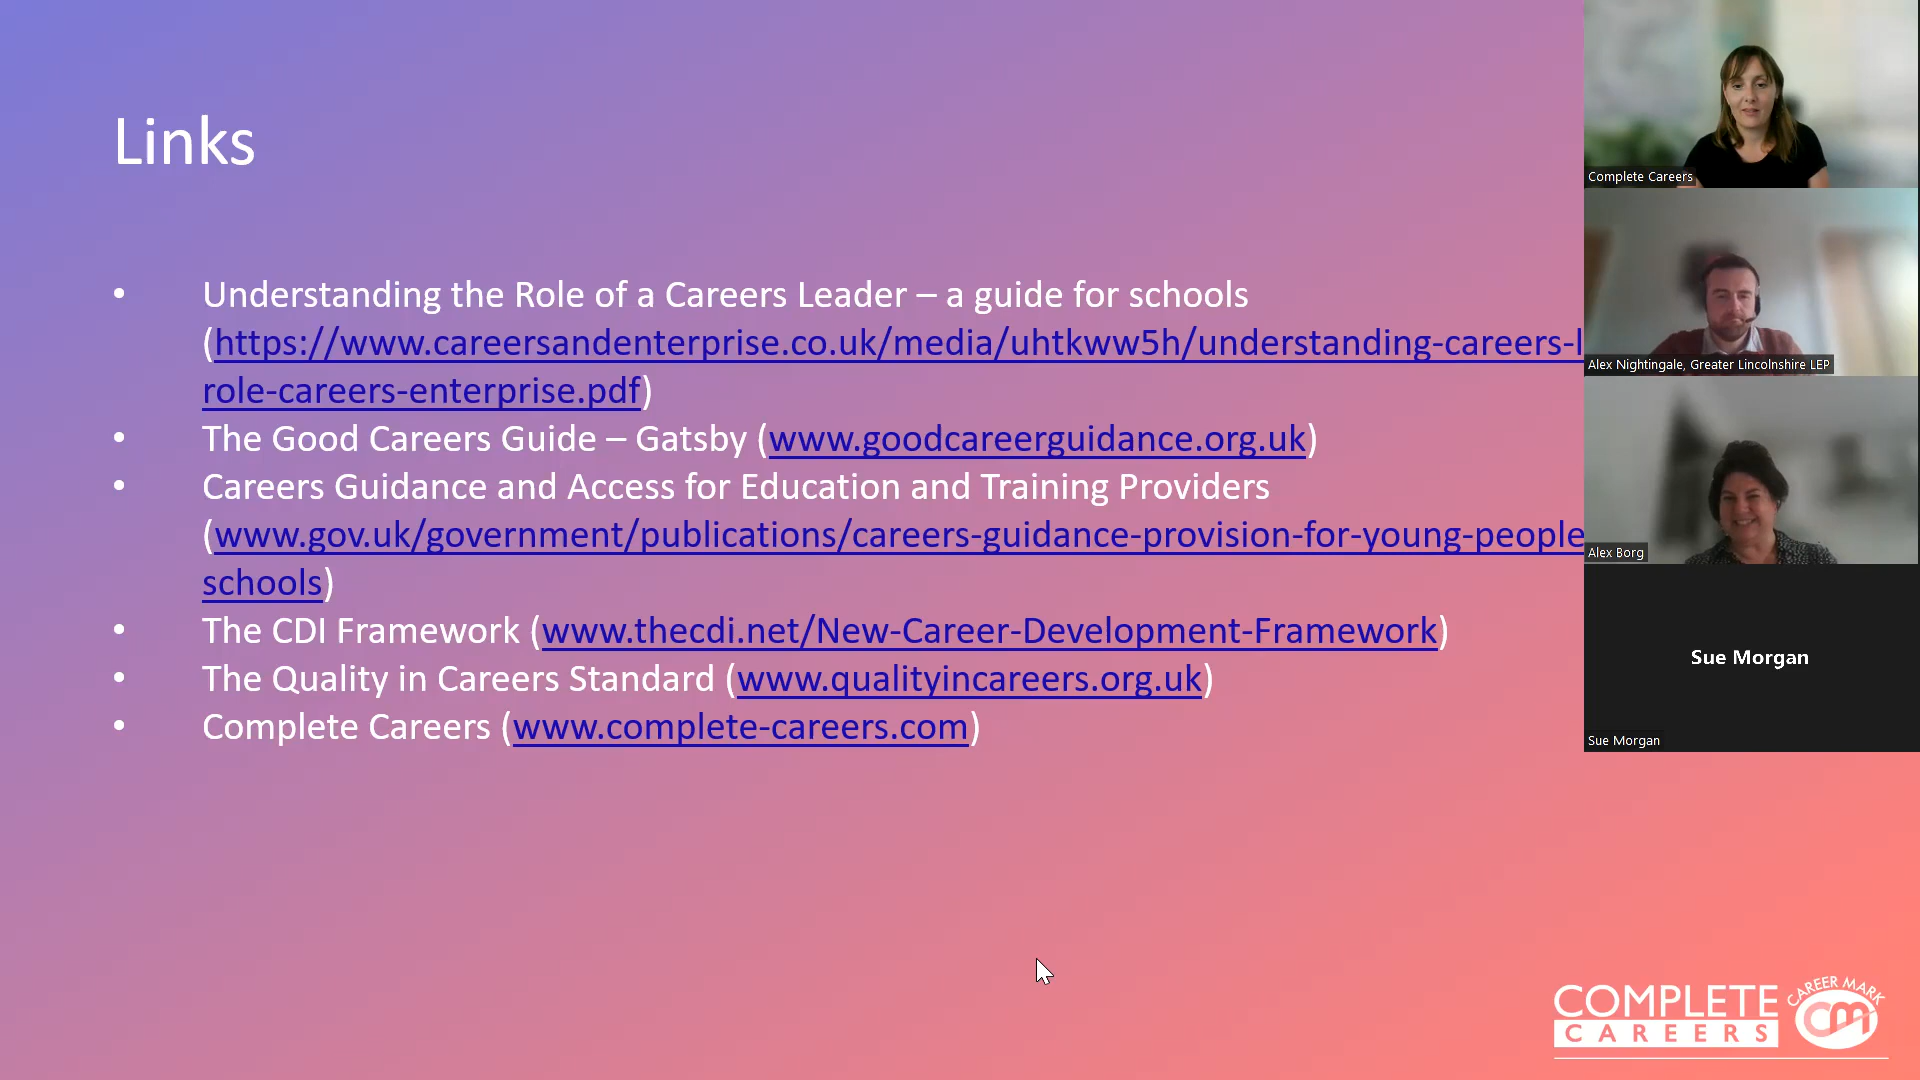 Links
• Understanding the Role of a Careers Leader – a guide for schools
(https://www.careersandenterprise.co.uk/media/uhtkww5h/understanding-careers-l
role-careers-enterprise.pdf)
• The Good Careers Guide – Gatsby (www.goodcareerguidance.org.uk)
• Careers Guidance and Access for Education and Training Providers
(www.gov.uk/government/publications/careers-guidance-provision-for-young-people
schools)
• The CDI Framework (www.thecdi.net/New-Career-Development-Framework)
• The Quality in Careers Standard (www.qualityincareers.org.uk)
• Complete Careers (www.complete-careers.com)
Complete Careers
Alex Nightingale, Greater Lincolnshire LEP
Alex Borg
Sue Morgan
Sue Morgan
COMPLETE
CAREERS
CAREER MARK
cm